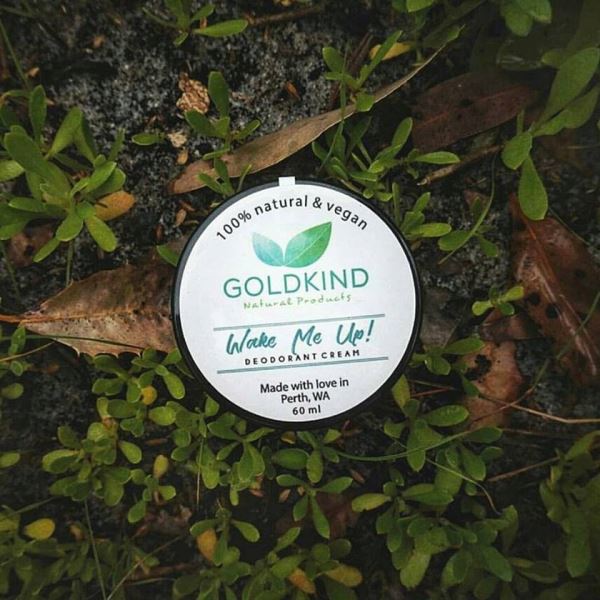 100% natural & vegan
GOLDKIND
Natural Products
Wake Me Up!
DEODORANT CREAM
Made with love in
Perth, WA
60 ml